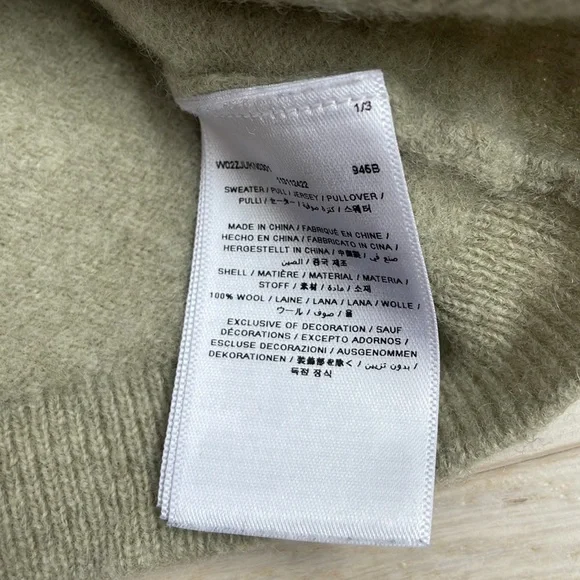 1/3
945B
110112422
SWEATER / PULL / JERSEY / PULLOVER /
PULLI / セーター / كنزة صوفية / 스웨터
MADE IN CHINA / FABRIQUÉ EN CHINE /
HECHO EN CHINA / FABBRICATO IN CINA /
HERGESTELLT IN CHINA / 中国製 / صنع في
الصين / 중국 제조
SHELL / MATIÈRE / MATERIAL / MATERIA /
STOFF / 素材 / مادة / 소재
100% WOOL / LAINE / LANA / LANA / WOLLE /
ウール / صوف / 울
EXCLUSIVE OF DECORATION / SAUF
DÉCORATIONS / EXCEPTO ADORNOS /
ESCLUSE DECORAZIONI / AUSGENOMMEN
DEKORATIONEN / 装飾部を除く / بدون تزيين /
독점 장식